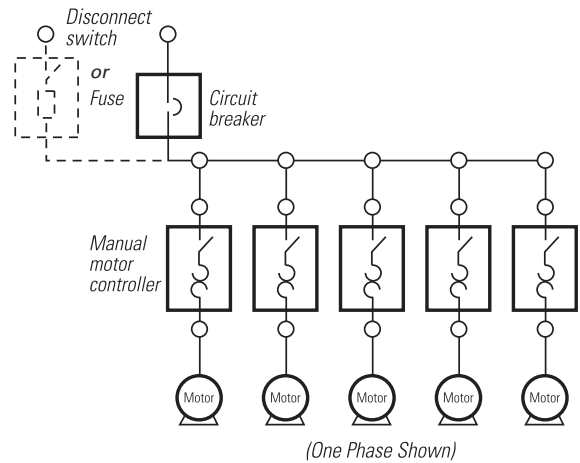 Disconnect
switch
or
Fuse
Circuit
breaker
Manual
motor
controller
Motor
Motor
Motor
Motor
Motor
(One Phase Shown)